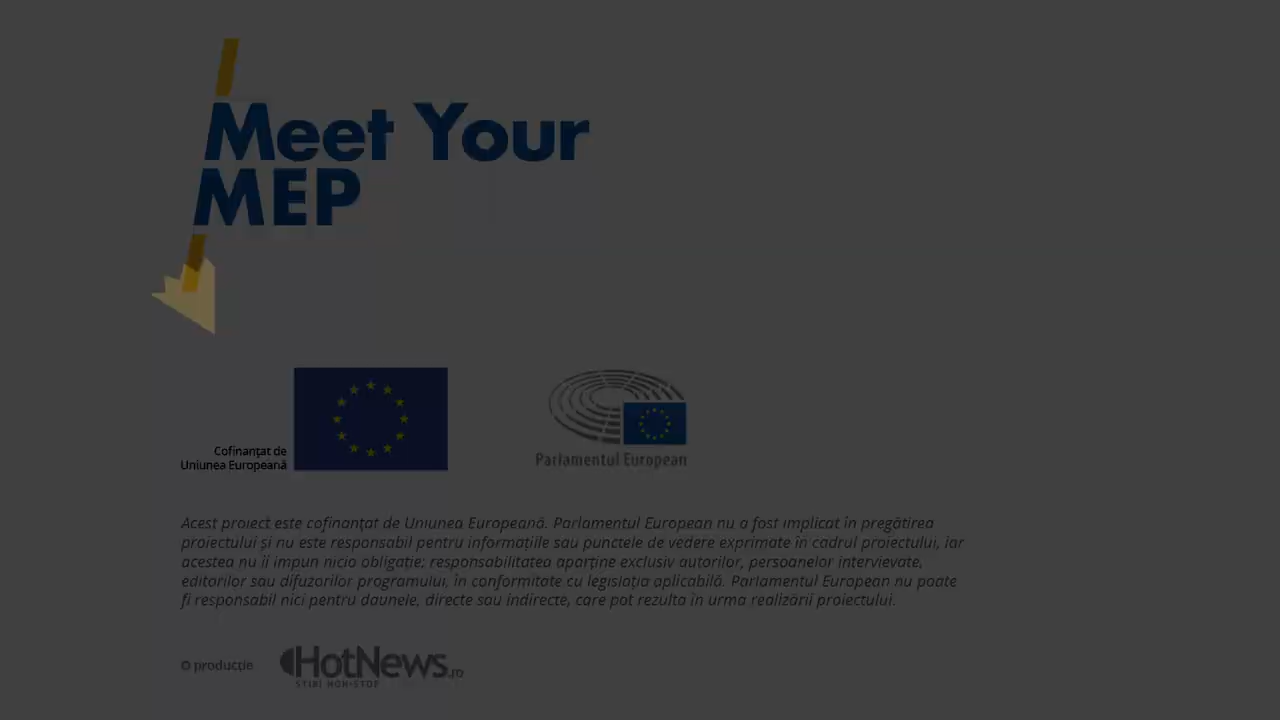 Meet Your
MEP
Cofinanțat de
Uniunea Europeană
Parlamentul European
Acest proiect este cofinanțat de Uniunea Europeană. Parlamentul European nu a fost implicat în pregătirea
proiectului și nu este responsabil pentru informațiile sau punctele de vedere exprimate în cadrul proiectului, iar
acestea nu îi impun nicio obligație; responsabilitatea aparține exclusiv autorilor, persoanelor intervievate,
editorilor sau difuzorilor programului, în conformitate cu legislația aplicabilă. Parlamentul European nu poate
fi responsabil nici pentru daunele, directe sau indirecte, care pot rezulta în urma realizării proiectului.
O producție
HotNews.ro
ȘTIRI NON-STOP